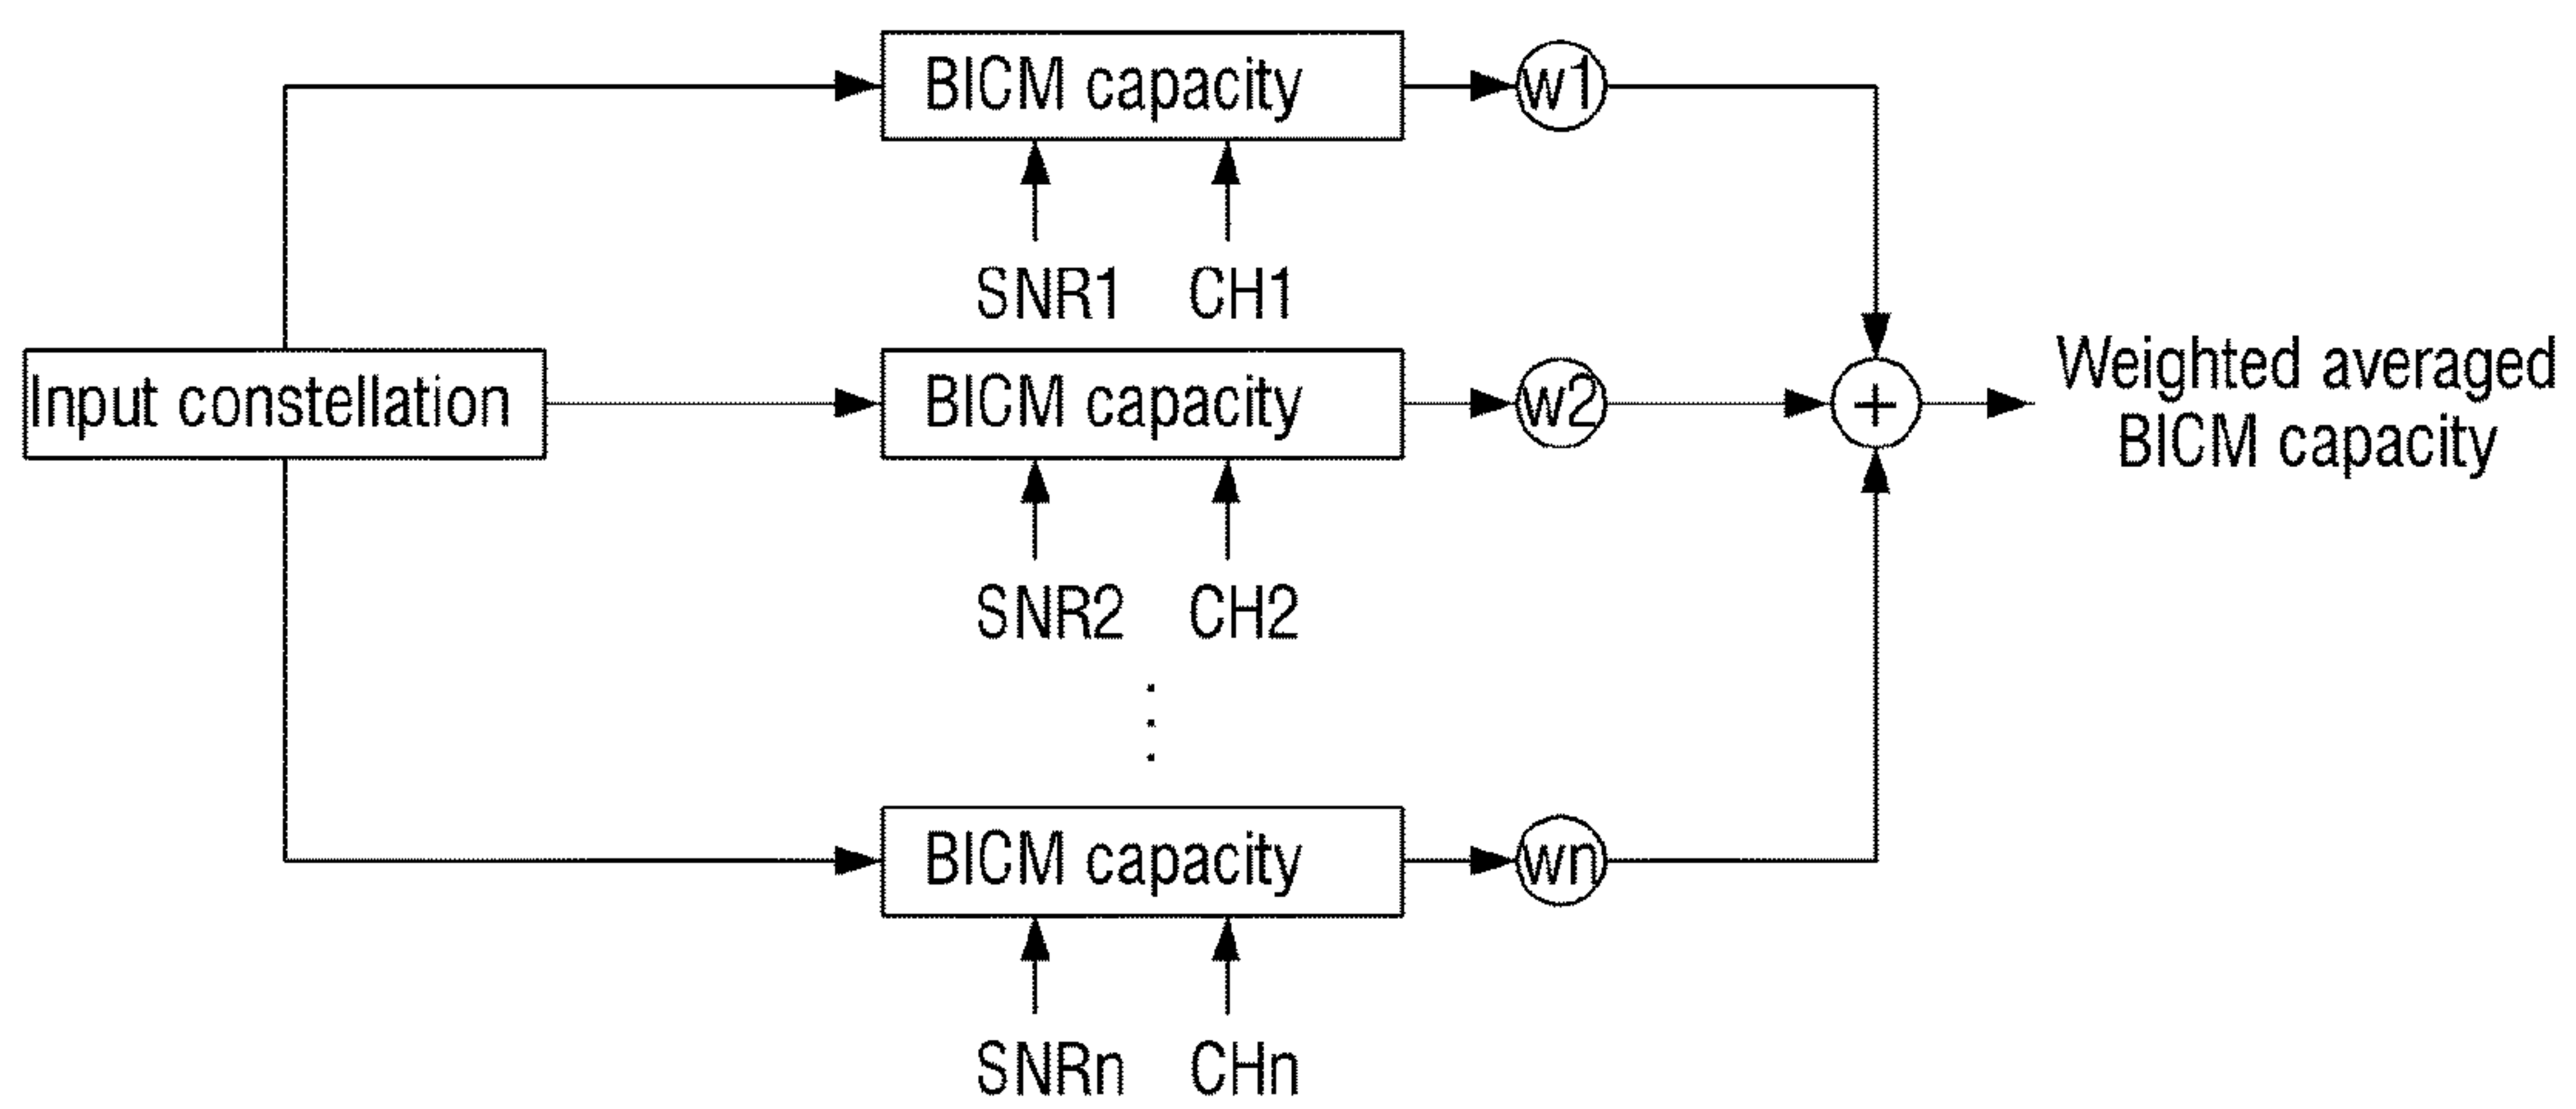 BICM capacity
w1
SNR1 CH1
Input constellation
BICM capacity
w2
+
Weighted averaged
BICM capacity
SNR2 CH2
BICM capacity
wn
SNRn CHn